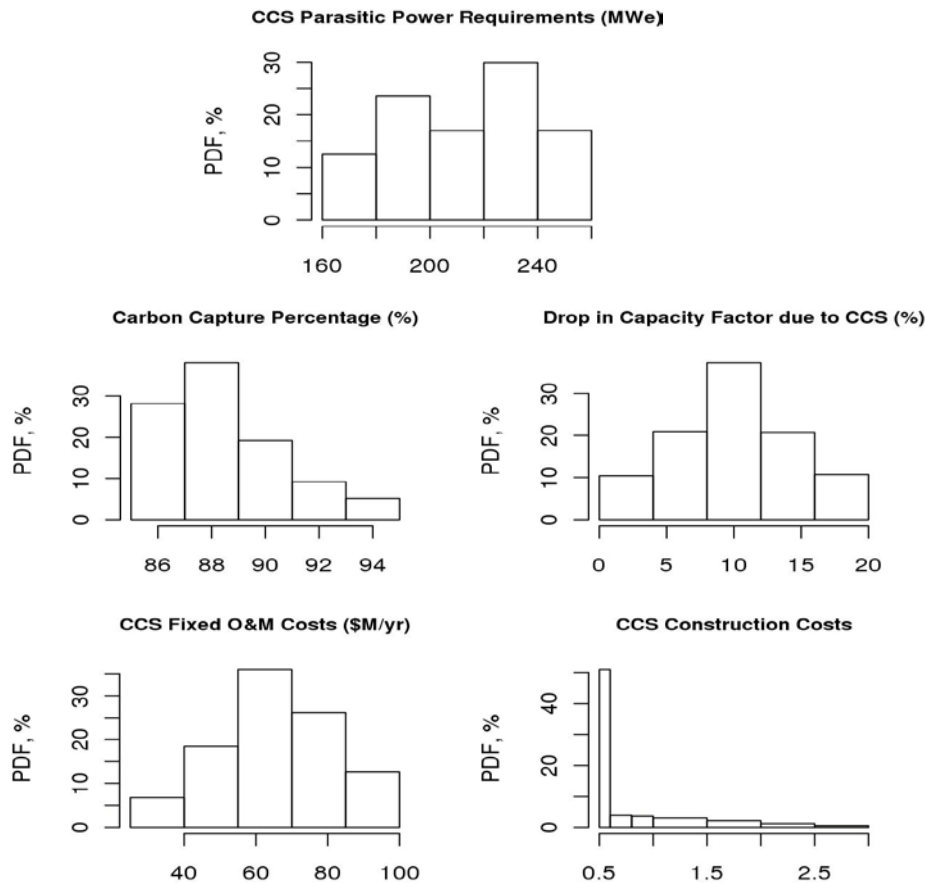 CCS Parasitic Power Requirements (MWe)
PDF, %
30
20
10
0
160 200 240
Carbon Capture Percentage (%)
PDF, %
30
20
10
0
86 88 90 92 94
Drop in Capacity Factor due to CCS (%)
PDF, %
30
20
10
0
0 5 10 15 20
CCS Fixed O&M Costs ($M/yr)
PDF, %
30
20
10
0
40 60 80 100
CCS Construction Costs
PDF, %
40
20
0
0.5 1.5 2.5